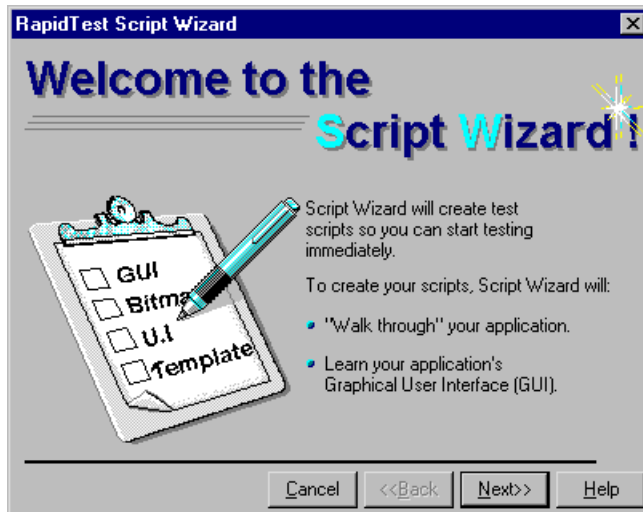 RapidTest Script Wizard
Welcome to the
Script Wizard !
Script Wizard will create test
scripts so you can start testing
immediately.
To create your scripts, Script Wizard will:
"Walk through" your application.
Learn your application's
Graphical User Interface (GUI).
GUI
Bitma
U.I
Template
Cancel
<<Back
Next>>
Help